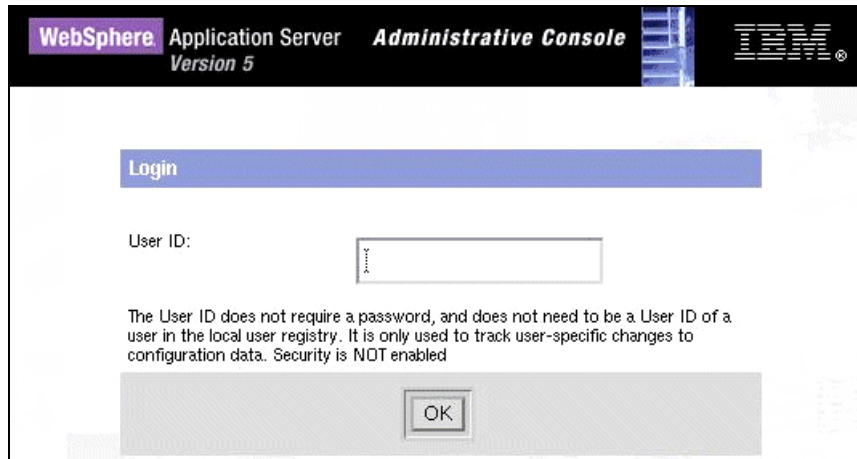 WebSphere Application Server Administrative Console
Version 5
IBM®
Login
User ID:
The User ID does not require a password, and does not need to be a User ID of a
user in the local user registry. It is only used to track user-specific changes to
configuration data. Security is NOT enabled
OK